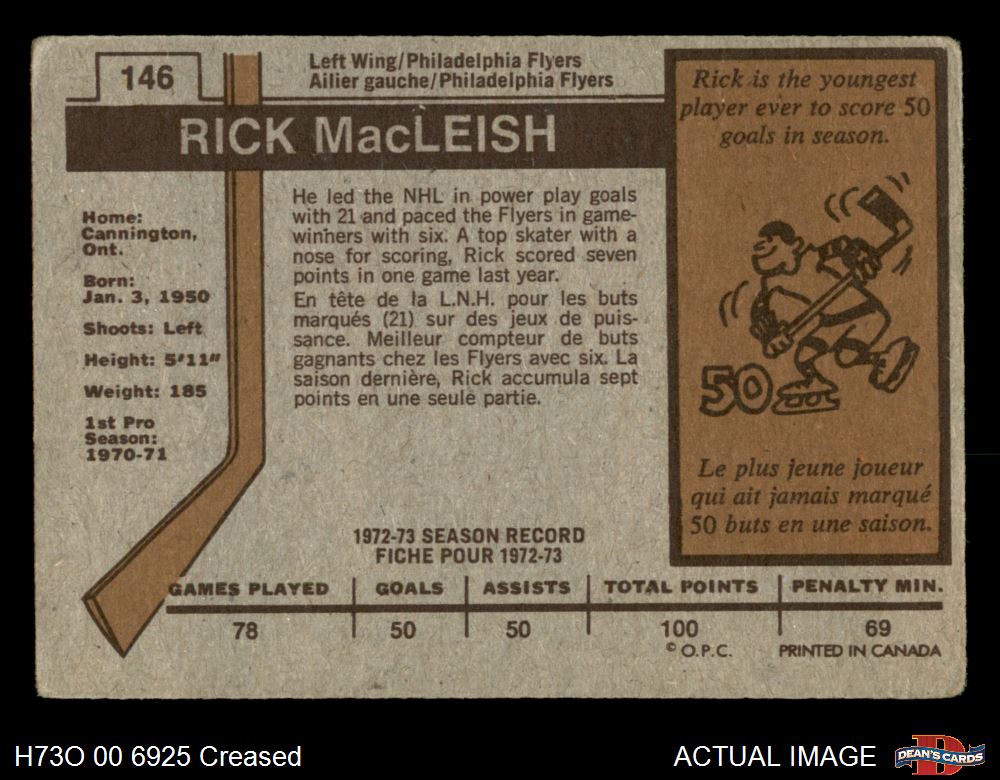 146
Left Wing/Philadelphia Flyers
Ailier gauche/Philadelphia Flyers
RICK MacLEISH
Home:
Cannington,
Ont.
Born:
Jan. 3, 1950
Shoots: Left
Height: 5'11"
Weight: 185
1st Pro
Season:
1970-71
He led the NHL in power play goals
with 21 and paced the Flyers in game-
winners with six. A top skater with a
nose for scoring, Rick scored seven
points in one game last year.
En tête de la L.N.H. pour les buts
marqués (21) sur des jeux de puis-
sance. Meilleur compteur de buts
gagnants chez les Flyers avec six. La
saison dernière, Rick accumula sept
points en une seule partie.
Rick is the youngest
player ever to score 50
goals in season.
50
Le plus jeune joueur
qui ait jamais marqué
50 buts en une saison.
1972-73 SEASON RECORD
FICHE POUR 1972-73
GAMES PLAYED GOALS ASSISTS TOTAL POINTS PENALTY MIN.
78 50 50 100 69
© O.P.C. PRINTED IN CANADA
H73O 00 6925 Creased
ACTUAL IMAGE
DEAN'S CARDS